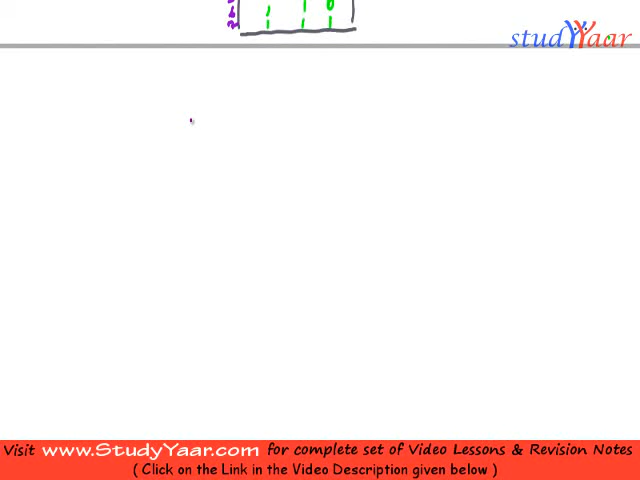 studYYaar
Visit www.StudyYaar.com for complete set of Video Lessons & Revision Notes
( Click on the Link in the Video Description given below )